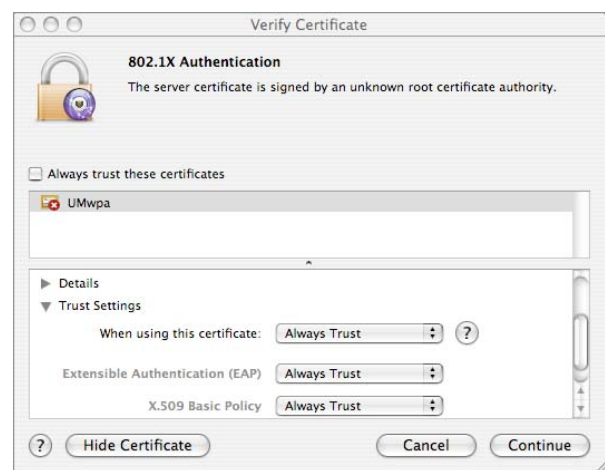 Verify Certificate
802.1X Authentication
The server certificate is signed by an unknown root certificate authority.
Always trust these certificates
UMwpa
Details
Trust Settings
When using this certificate: Always Trust ?
Extensible Authentication (EAP) Always Trust
X.509 Basic Policy Always Trust
? Hide Certificate Cancel Continue